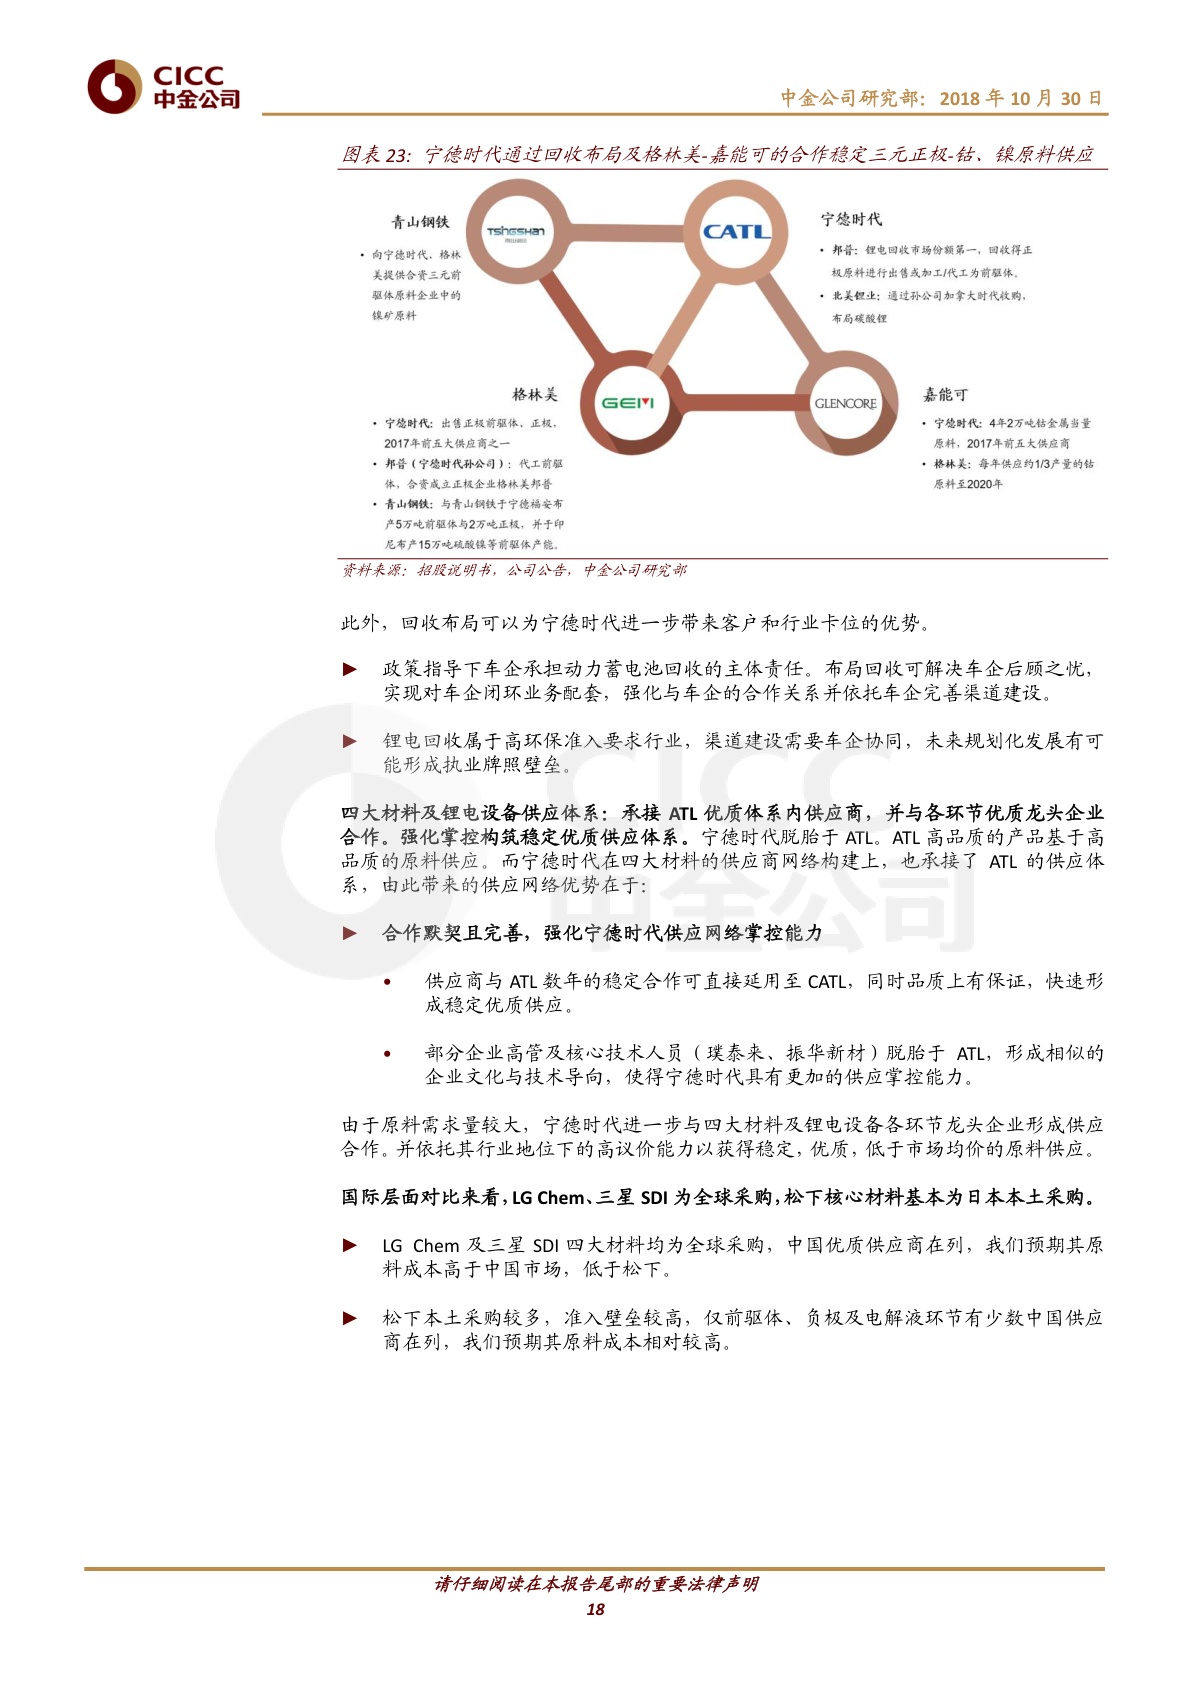 CICC
中金公司
中金公司研究部：2018 年 10 月 30 日
图表 23：宁德时代通过回收布局及格林美-嘉能可的合作稳定三元正极-钴、镍原料供应
青山钢铁
• 向宁德时代、格林
美提供合资三元前
驱体原料企业中的
镍矿原料
TSINGSHAN
CATL
宁德时代
• 邦普：锂电回收市场份额第一，回收得正
极原料进行出售或加工/代工为前驱体。
• 北美锂业：通过孙公司加拿大时代收购，
布局碳酸锂
格林美
• 宁德时代：出售正极前驱体、正极，
2017年前五大供应商之一
• 邦普（宁德时代孙公司）：代工前驱
体，合资成立正极企业格林美邦普
• 青山钢铁：与青山钢铁于宁德福安布
产5万吨前驱体与2万吨正极，并于印
尼布产15万吨硫酸镍等前驱体产能。
GEM
GLENCORE
嘉能可
• 宁德时代：4年2万吨钴金属当量
原料，2017年前五大供应商
• 格林美：每年供应约1/3产量的钴
原料至2020年
资料来源：招股说明书，公司公告，中金公司研究部
此外，回收布局可以为宁德时代进一步带来客户和行业卡位的优势。
► 政策指导下车企承担动力蓄电池回收的主体责任。布局回收可解决车企后顾之忧，
实现对车企闭环业务配套，强化与车企的合作关系并依托车企完善渠道建设。
► 锂电回收属于高环保准入要求行业，渠道建设需要车企协同，未来规划化发展有可
能形成执业牌照壁垒。
四大材料及锂电设备供应体系：承接 ATL 优质体系内供应商，并与各环节优质龙头企业
合作。强化掌控构筑稳定优质供应体系。宁德时代脱胎于 ATL。ATL 高品质的产品基于高
品质的原料供应。而宁德时代在四大材料的供应商网络构建上，也承接了 ATL 的供应体
系，由此带来的供应网络优势在于：
► 合作默契且完善，强化宁德时代供应网络掌控能力
• 供应商与 ATL 数年的稳定合作可直接延用至 CATL，同时品质上有保证，快速形
成稳定优质供应。
• 部分企业高管及核心技术人员（璞泰来、振华新材）脱胎于 ATL，形成相似的
企业文化与技术导向，使得宁德时代具有更加的供应掌控能力。
由于原料需求量较大，宁德时代进一步与四大材料及锂电设备各环节龙头企业形成供应
合作。并依托其行业地位下的高议价能力以获得稳定，优质，低于市场均价的原料供应。
国际层面对比来看，LG Chem、三星 SDI 为全球采购，松下核心材料基本为日本本土采购。
► LG Chem 及三星 SDI 四大材料均为全球采购，中国优质供应商在列，我们预期其原
料成本高于中国市场，低于松下。
► 松下本土采购较多，准入壁垒较高，仅前驱体、负极及电解液环节有少数中国供应
商在列，我们预期其原料成本相对较高。
CICC
中金公司
请仔细阅读在本报告尾部的重要法律声明
18